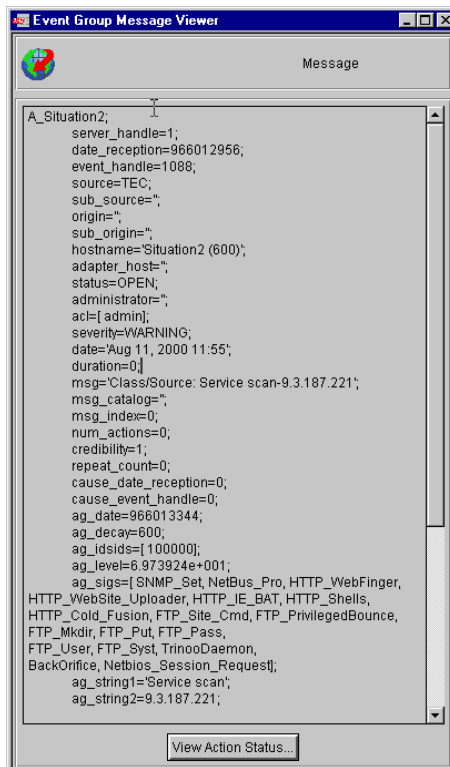 Event Group Message Viewer
Message
A_Situation2;
server_handle=1;
date_reception=966012956;
event_handle=1088;
source=TEC;
sub_source='';
origin='';
sub_origin='';
hostname='Situation2 (600)';
adapter_host='';
status=OPEN;
administrator='';
acl=[ admin];
severity=WARNING;
date='Aug 11, 2000 11:55';
duration=0;
msg='Class/Source: Service scan-9.3.187.221';
msg_catalog='';
msg_index=0;
num_actions=0;
credibility=1;
repeat_count=0;
cause_date_reception=0;
cause_event_handle=0;
ag_date=966013344;
ag_decay=600;
ag_idsids=[ 100000];
ag_level=6.973924e+001;
ag_sigs=[ SNMP_Set, NetBus_Pro, HTTP_WebFinger,
HTTP_WebSite_Uploader, HTTP_IE_BAT, HTTP_Shells,
HTTP_Cold_Fusion, FTP_Site_Cmd, FTP_PrivilegedBounce,
FTP_Mkdir, FTP_Put, FTP_Pass,
FTP_User, FTP_Syst, TrinooDaemon,
BackOrifice, Netbios_Session_Request];
ag_string1='Service scan';
ag_string2=9.3.187.221;
View Action Status...